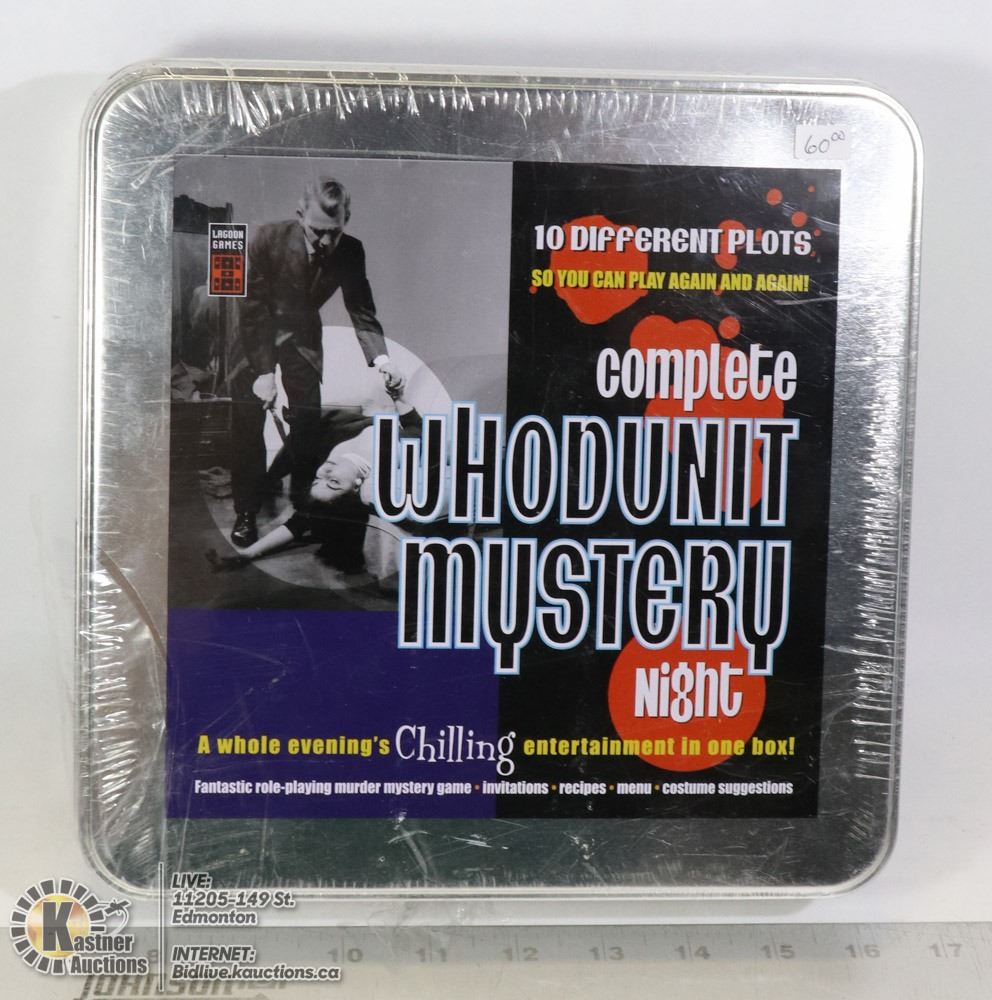 60.00
LAGOON
GAMES
10 DIFFERENT PLOTS
SO YOU CAN PLAY AGAIN AND AGAIN!
complete
WHODUNIT
MYSTERY
Night
A whole evening's Chilling entertainment in one box!
Fantastic role-playing murder mystery game • invitations • recipes • menu • costume suggestions
KASTNER
AUCTIONS
LIVE:
11205-149 St.
Edmonton
INTERNET:
Bidlive.kauctions.ca
10 11 12 13 14 15 16 17